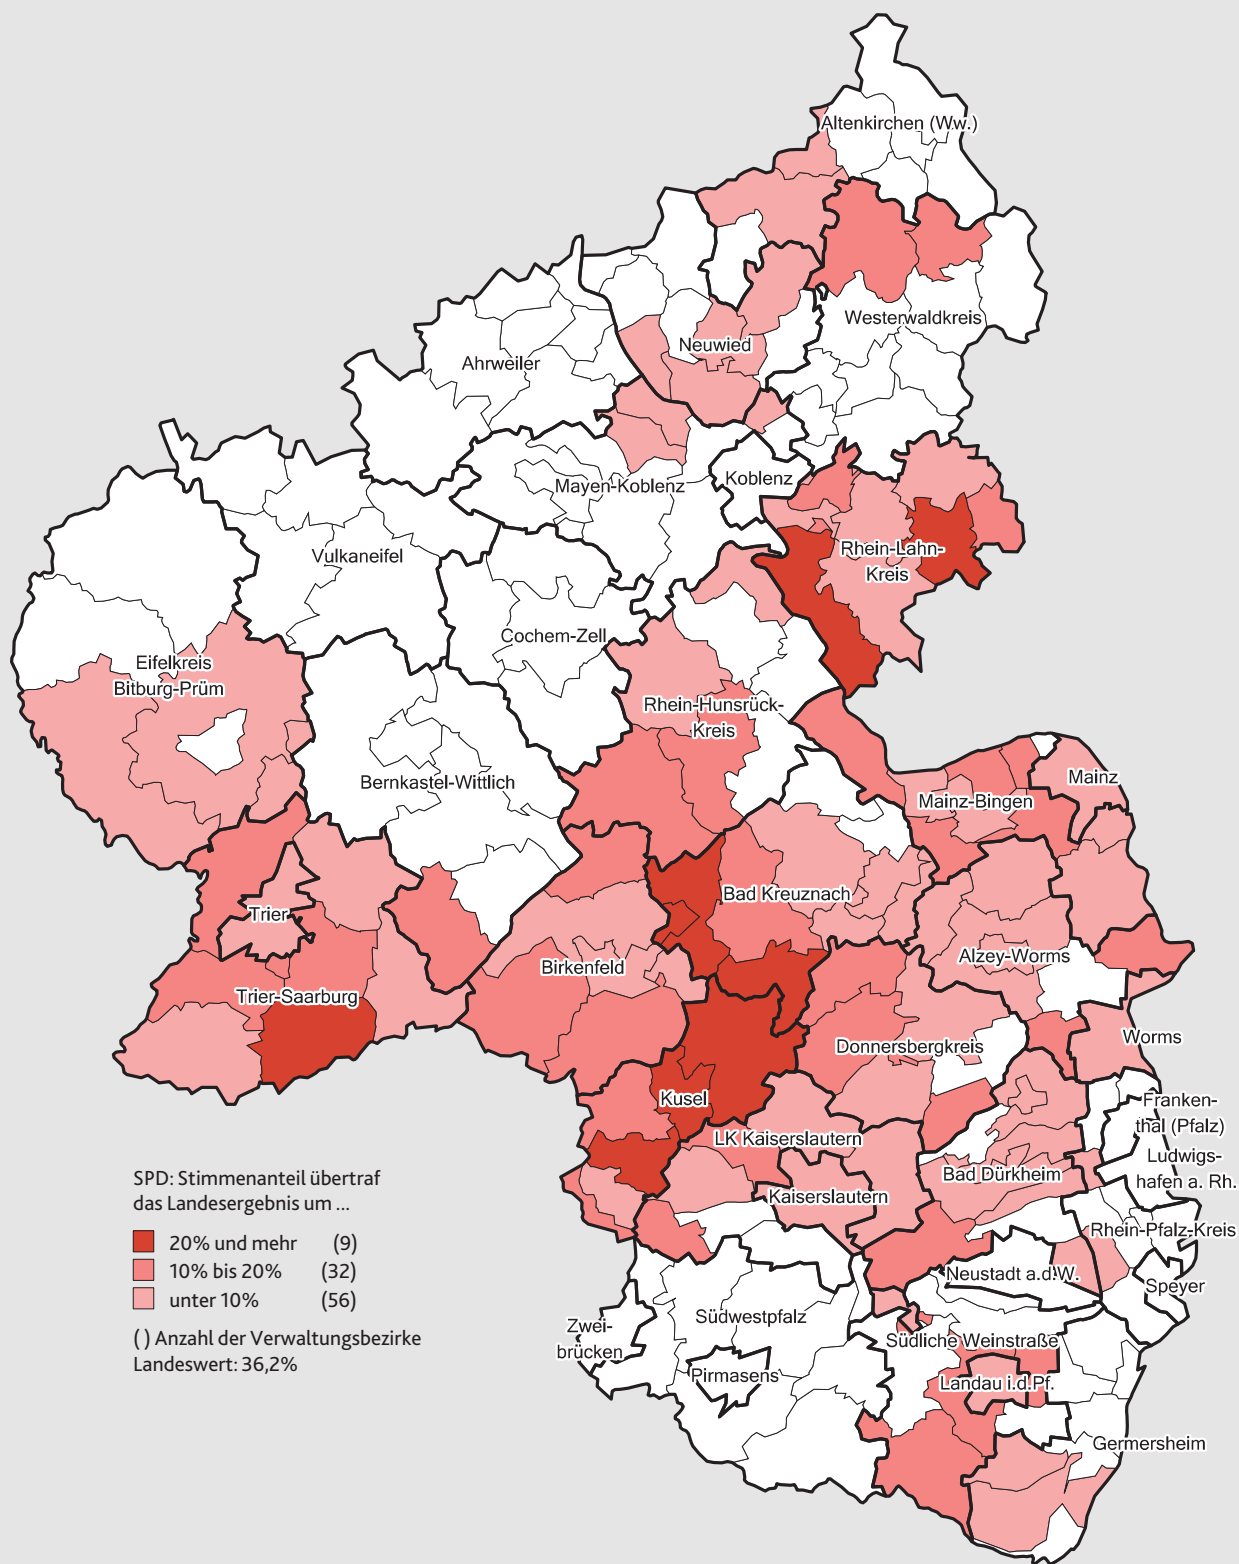 Altenkirchen (Ww.)
Westerwaldkreis
Neuwied
Ahrweiler
Koblenz
Mayen-Koblenz
Rhein-Lahn-
Kreis
Vulkaneifel
Cochem-Zell
Eifelkreis
Bitburg-Prüm
Rhein-Hunsrück-
Kreis
Bernkastel-Wittlich
Mainz
Mainz-Bingen
Bad Kreuznach
Trier
Alzey-Worms
Birkenfeld
Trier-Saarburg
Worms
Donnersbergkreis
Kusel
Franken-
thal (Pfalz)
LK Kaiserslautern
Ludwigs-
hafen a. Rh.
Bad Dürkheim
Kaiserslautern
Rhein-Pfalz-Kreis
Neustadt a.d.W.
Speyer
Südwestpfalz
Zwei-
brücken
Südliche Weinstraße
Pirmasens
Landau i.d.Pf.
Germersheim
SPD: Stimmenanteil übertraf
das Landesergebnis um ...
20% und mehr (9)
10% bis 20% (32)
unter 10% (56)
( ) Anzahl der Verwaltungsbezirke
Landeswert: 36,2%